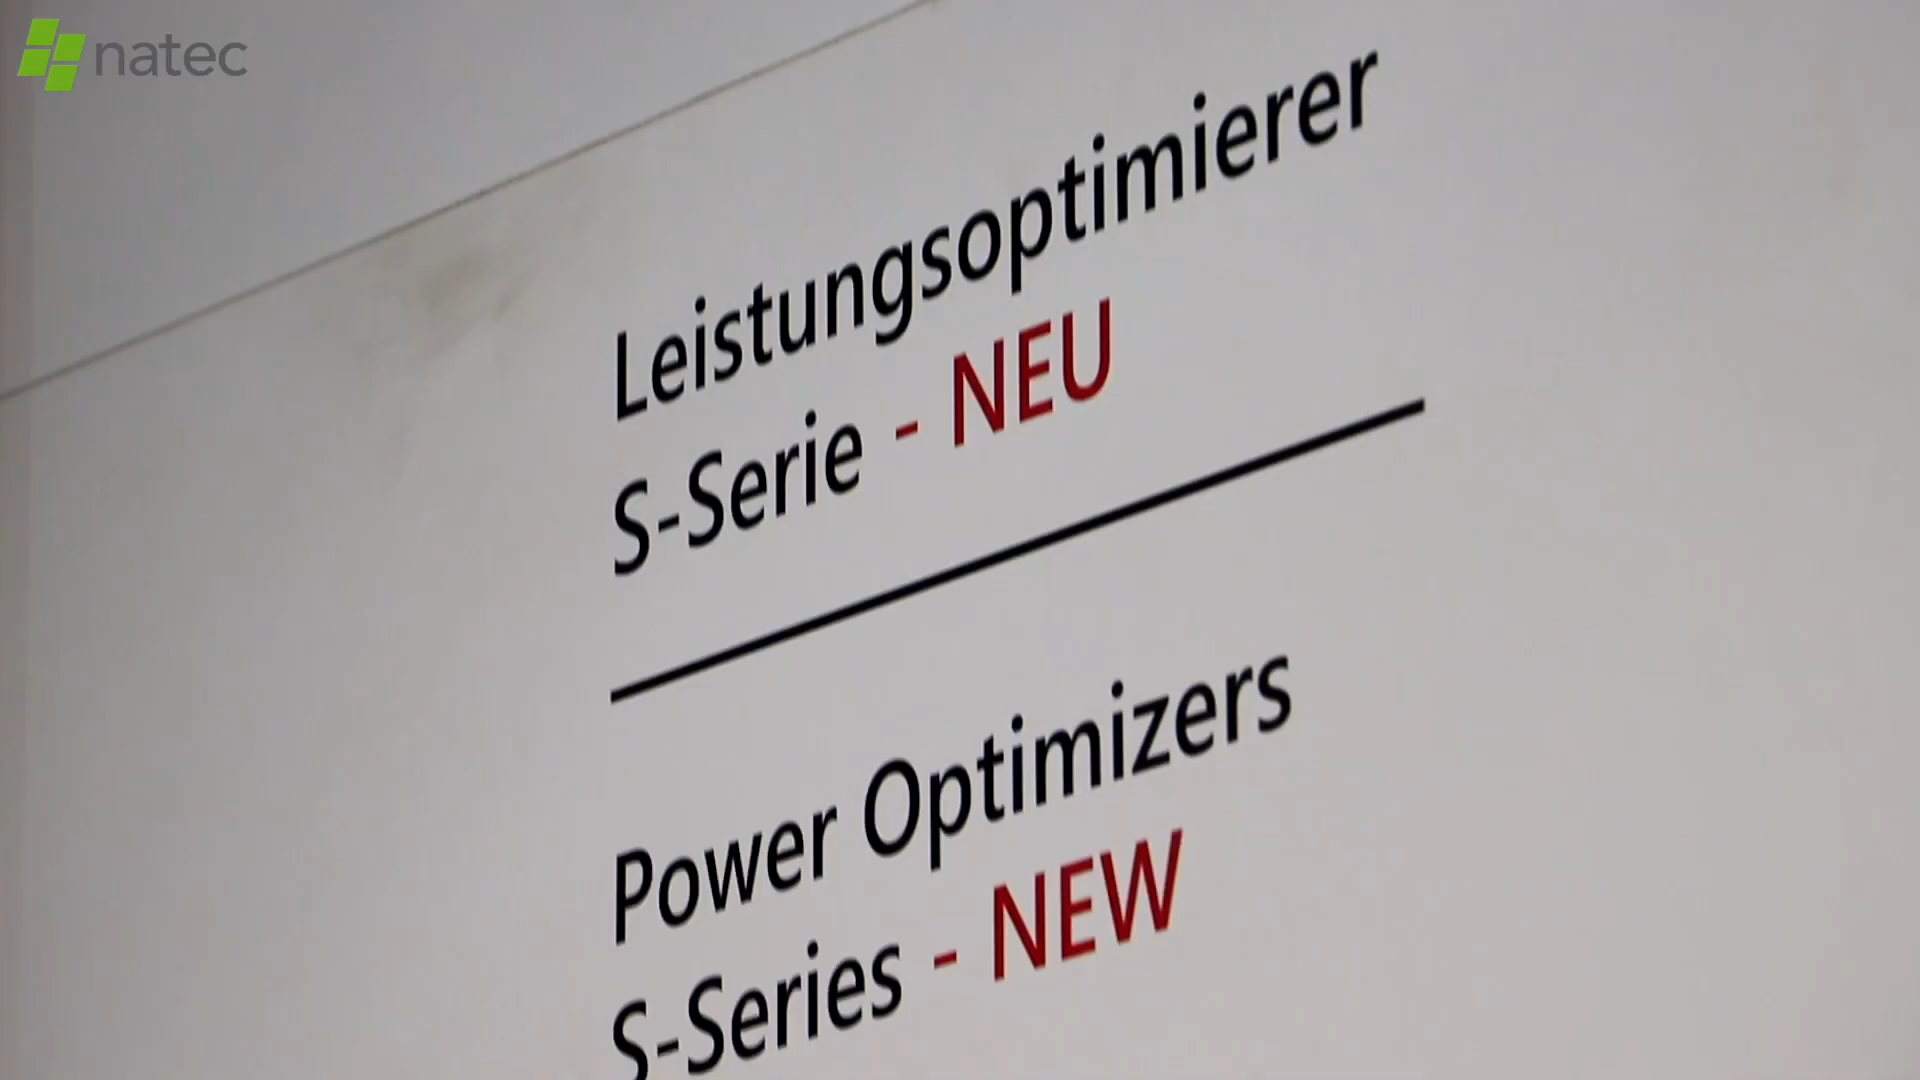 natec
Leistungsoptimierer
S-Serie - NEU
Power Optimizers
S-Series - NEW